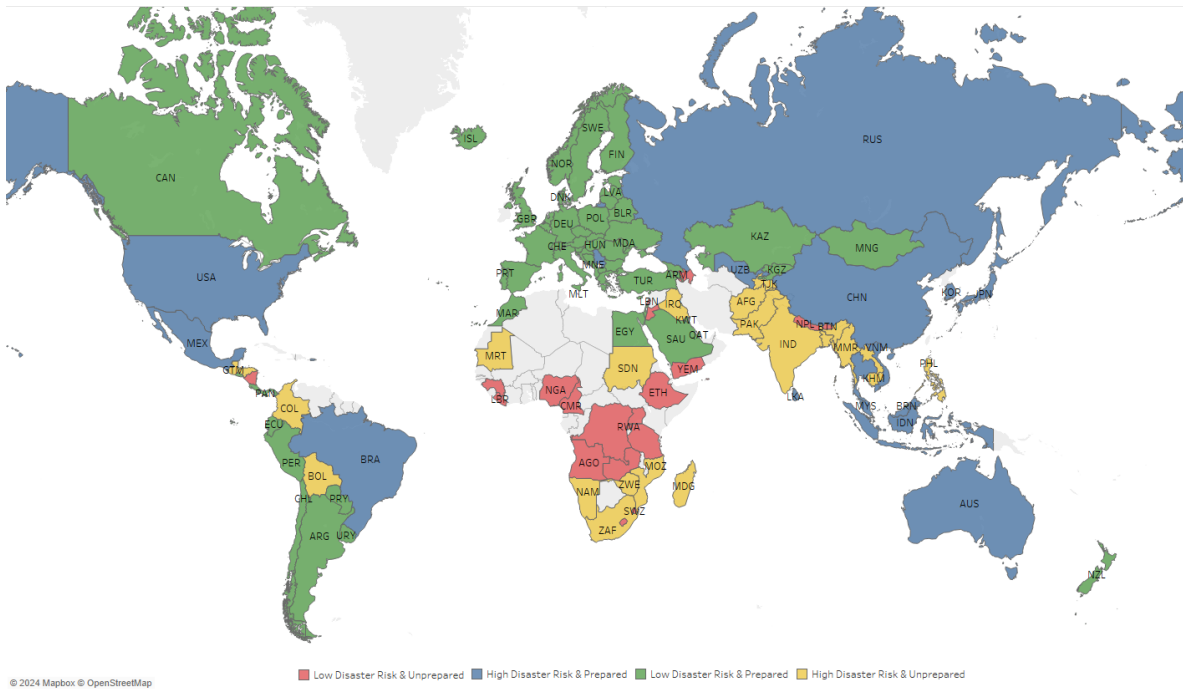 ISL
SWE
NOR
FIN
RUS
CAN
DNK
LVA
GBR
DEU
POL
BLR
CHE
HUN
MDA
KAZ
MNG
MNE
USA
PRT
TUR
ARM
UZB
KGZ
TJK
CHN
KOR
JPN
MLT
LBN
IRQ
AFG
MAR
KWT
PAK
NPL
BTN
MEX
EGY
SAU
QAT
IND
MMR
VNM
GTM
MRT
SDN
YEM
PHL
KHM
PAN
COL
LBR
NGA
CMR
ETH
LKA
MYS
BRN
IDN
ECU
RWA
PER
BRA
AGO
BOL
MOZ
CHL
PRY
NAM
ZWE
MDG
SWZ
AUS
ARG
URY
ZAF
NZL
Low Disaster Risk & Unprepared High Disaster Risk & Prepared Low Disaster Risk & Prepared High Disaster Risk & Unprepared
© 2024 Mapbox © OpenStreetMap